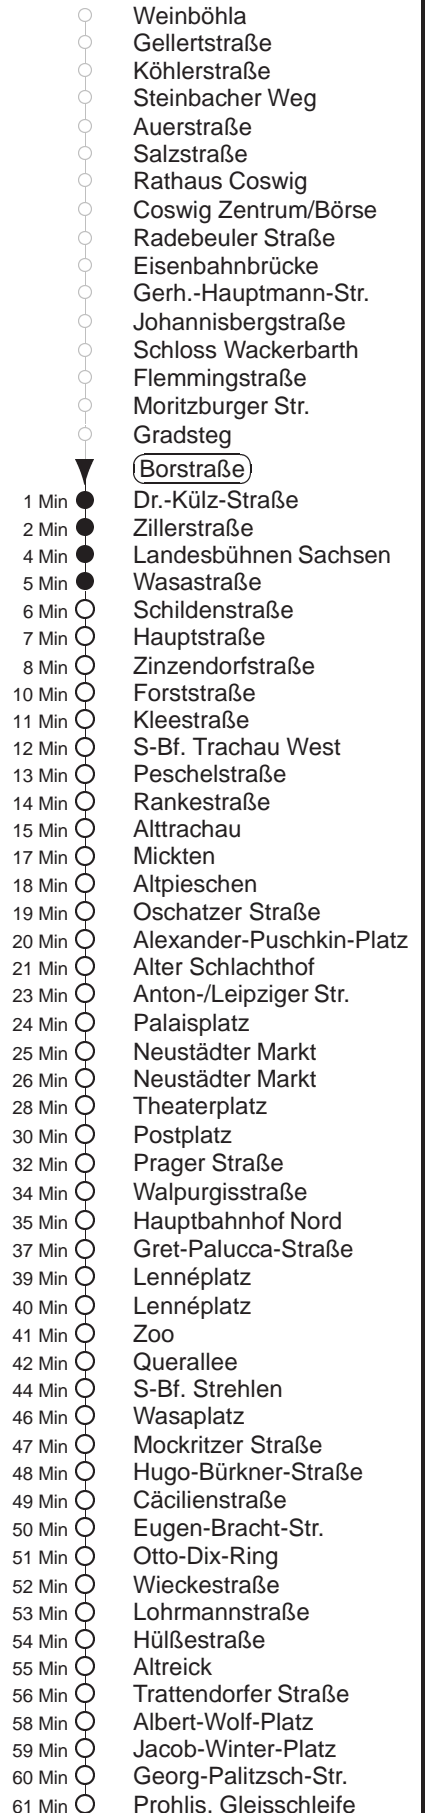 Weinböhla
Gellertstraße
Köhlerstraße
Steinbacher Weg
Auerstraße
Salzstraße
Rathaus Coswig
Coswig Zentrum/Börse
Radebeuler Straße
Eisenbahnbrücke
Gerh.-Hauptmann-Str.
Johannisbergstraße
Schloss Wackerbarth
Flemmingstraße
Moritzburger Str.
Gradsteg
Borstraße
1 Min Dr.-Külz-Straße
2 Min Zillerstraße
4 Min Landesbühnen Sachsen
5 Min Wasastraße
6 Min Schildenstraße
7 Min Hauptstraße
8 Min Zinzendorfstraße
10 Min Forststraße
11 Min Kleestraße
12 Min S-Bf. Trachau West
13 Min Peschelstraße
14 Min Rankestraße
15 Min Alttrachau
17 Min Mickten
18 Min Altpieschen
19 Min Oschatzer Straße
20 Min Alexander-Puschkin-Platz
21 Min Alter Schlachthof
23 Min Anton-/Leipziger Str.
24 Min Palaisplatz
25 Min Neustädter Markt
26 Min Neustädter Markt
28 Min Theaterplatz
30 Min Postplatz
32 Min Prager Straße
34 Min Walpurgisstraße
35 Min Hauptbahnhof Nord
37 Min Gret-Palucca-Straße
39 Min Lennéplatz
40 Min Lennéplatz
41 Min Zoo
42 Min Querallee
44 Min S-Bf. Strehlen
46 Min Wasaplatz
47 Min Mockritzer Straße
48 Min Hugo-Bürkner-Straße
49 Min Cäcilienstraße
50 Min Eugen-Bracht-Str.
51 Min Otto-Dix-Ring
52 Min Wieckestraße
53 Min Lohrmannstraße
54 Min Hülßestraße
55 Min Altreick
56 Min Trattendorfer Straße
58 Min Albert-Wolf-Platz
59 Min Jacob-Winter-Platz
60 Min Georg-Palitzsch-Str.
61 Min Prohlis, Gleisschleife